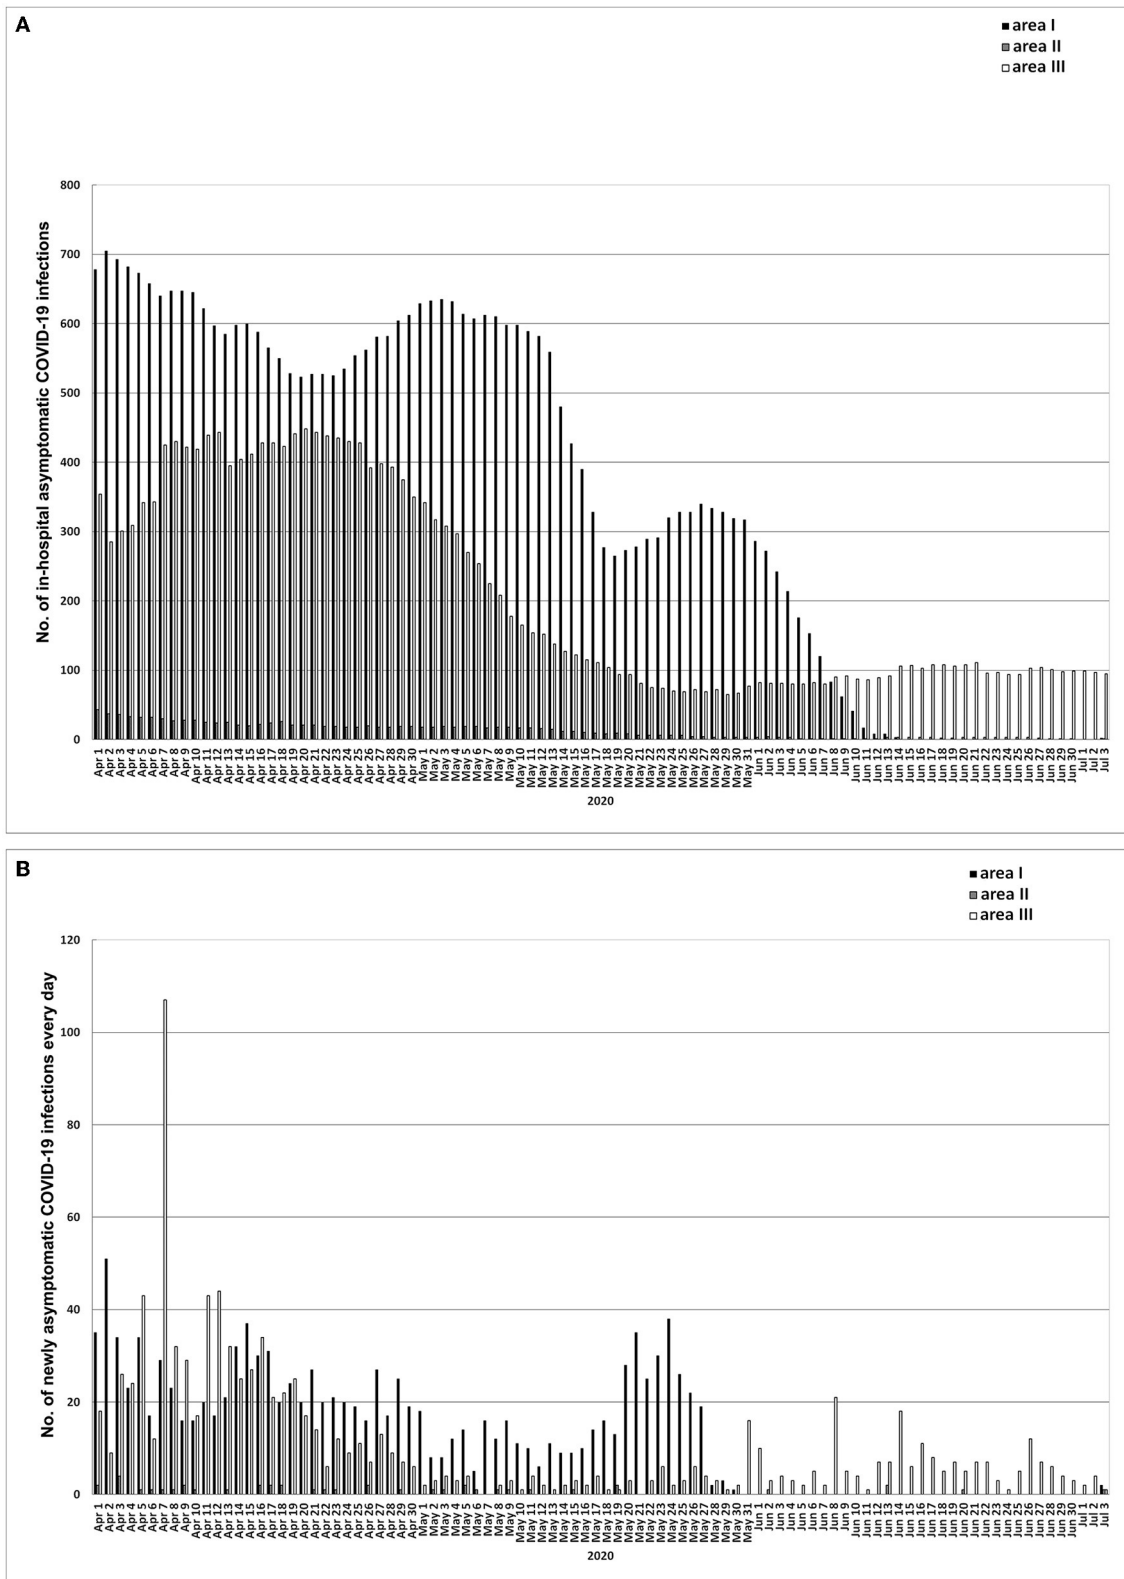 A
area I
area II
area III
No. of in-hospital asymptomatic COVID-19 infections
800
700
600
500
400
300
200
100
0
Apr 1
Apr 2
Apr 3
Apr 4
Apr 5
Apr 6
Apr 7
Apr 8
Apr 9
Apr 10
Apr 11
Apr 12
Apr 13
Apr 14
Apr 15
Apr 16
Apr 17
Apr 18
Apr 19
Apr 20
Apr 21
Apr 22
Apr 23
Apr 24
Apr 25
Apr 26
Apr 27
Apr 28
Apr 29
Apr 30
May 1
May 2
May 3
May 4
May 5
May 6
May 7
May 8
May 9
May 10
May 11
May 12
May 13
May 14
May 15
May 16
May 17
May 18
May 19
May 20
May 21
May 22
May 23
May 24
May 25
May 26
May 27
May 28
May 29
May 30
May 31
Jun 1
Jun 2
Jun 3
Jun 4
Jun 5
Jun 6
Jun 7
Jun 8
Jun 9
Jun 10
Jun 11
Jun 12
Jun 13
Jun 14
Jun 15
Jun 16
Jun 17
Jun 18
Jun 19
Jun 20
Jun 21
Jun 22
Jun 23
Jun 24
Jun 25
Jun 26
Jun 27
Jun 28
Jun 29
Jun 30
Jul 1
Jul 2
Jul 3
2020
B
area I
area II
area III
No. of newly asymptomatic COVID-19 infections every day
120
100
80
60
40
20
0
Apr 1
Apr 2
Apr 3
Apr 4
Apr 5
Apr 6
Apr 7
Apr 8
Apr 9
Apr 10
Apr 11
Apr 12
Apr 13
Apr 14
Apr 15
Apr 16
Apr 17
Apr 18
Apr 19
Apr 20
Apr 21
Apr 22
Apr 23
Apr 24
Apr 25
Apr 26
Apr 27
Apr 28
Apr 29
Apr 30
May 1
May 2
May 3
May 4
May 5
May 6
May 7
May 8
May 9
May 10
May 11
May 12
May 13
May 14
May 15
May 16
May 17
May 18
May 19
May 20
May 21
May 22
May 23
May 24
May 25
May 26
May 27
May 28
May 29
May 30
May 31
Jun 1
Jun 2
Jun 3
Jun 4
Jun 5
Jun 6
Jun 7
Jun 8
Jun 9
Jun 10
Jun 11
Jun 12
Jun 13
Jun 14
Jun 15
Jun 16
Jun 17
Jun 18
Jun 19
Jun 20
Jun 21
Jun 22
Jun 23
Jun 24
Jun 25
Jun 26
Jun 27
Jun 28
Jun 29
Jun 30
Jul 1
Jul 2
Jul 3
2020